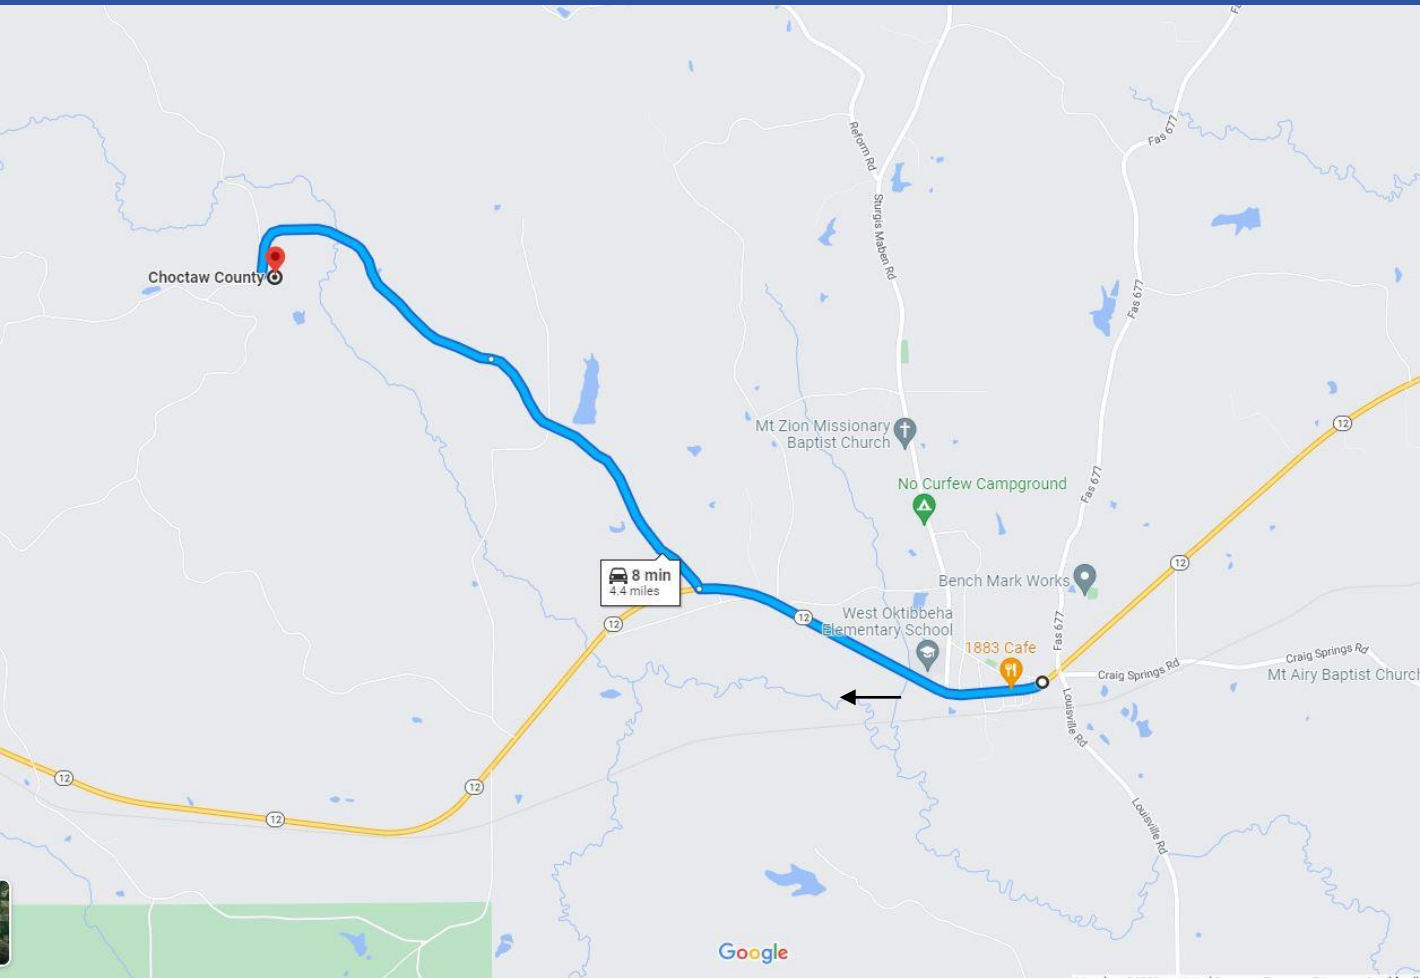 Fas 677
Reform Rd
Sturgis Maben Rd
Choctaw County
Fas 677
Mt Zion Missionary
Baptist Church
12
No Curfew Campground
Fas 677
8 min
4.4 miles
12
Bench Mark Works
West Oktibbeha
Elementary School
12
12
Fas 677
1883 Cafe
Craig Springs Rd
Craig Springs Rd
Mt Airy Baptist Church
Louisville Rd
12
12
12
Louisville Rd
Google